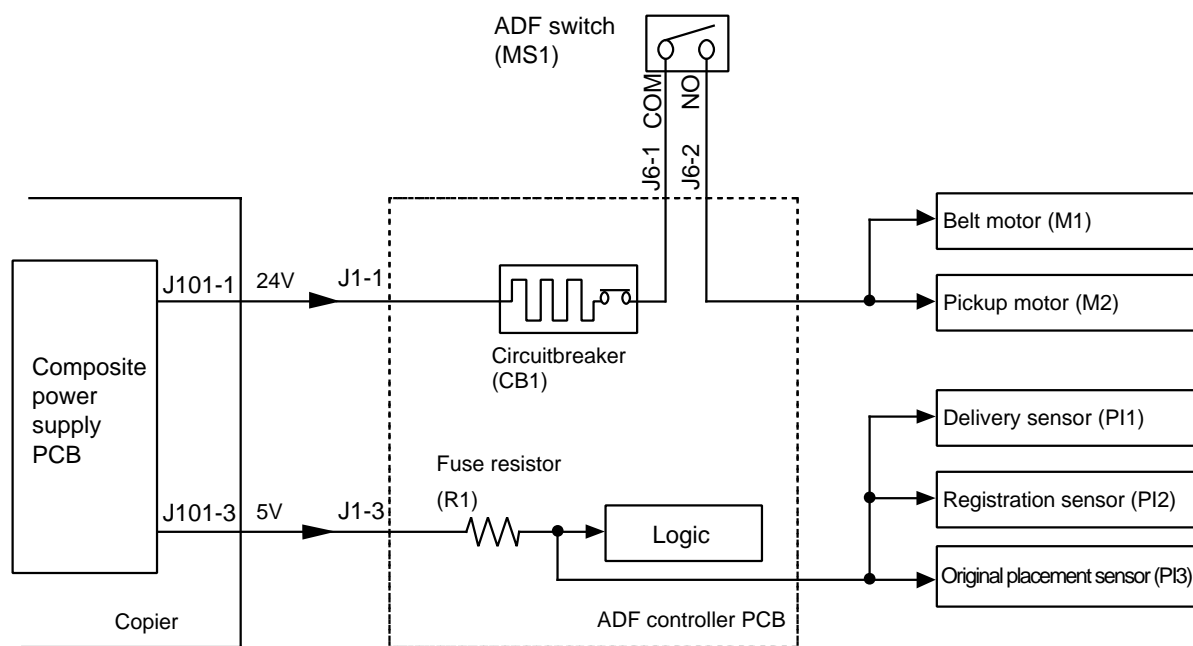 ADF switch
(MS1)
COM
NO
J6-1
J6-2
Belt motor (M1)
J101-1
24V
J1-1
Pickup motor (M2)
Composite
power
supply
PCB
Circuitbreaker
(CB1)
Delivery sensor (PI1)
Fuse resistor
(R1)
Registration sensor (PI2)
J101-3
5V
J1-3
Logic
Original placement sensor (PI3)
Copier
ADF controller PCB